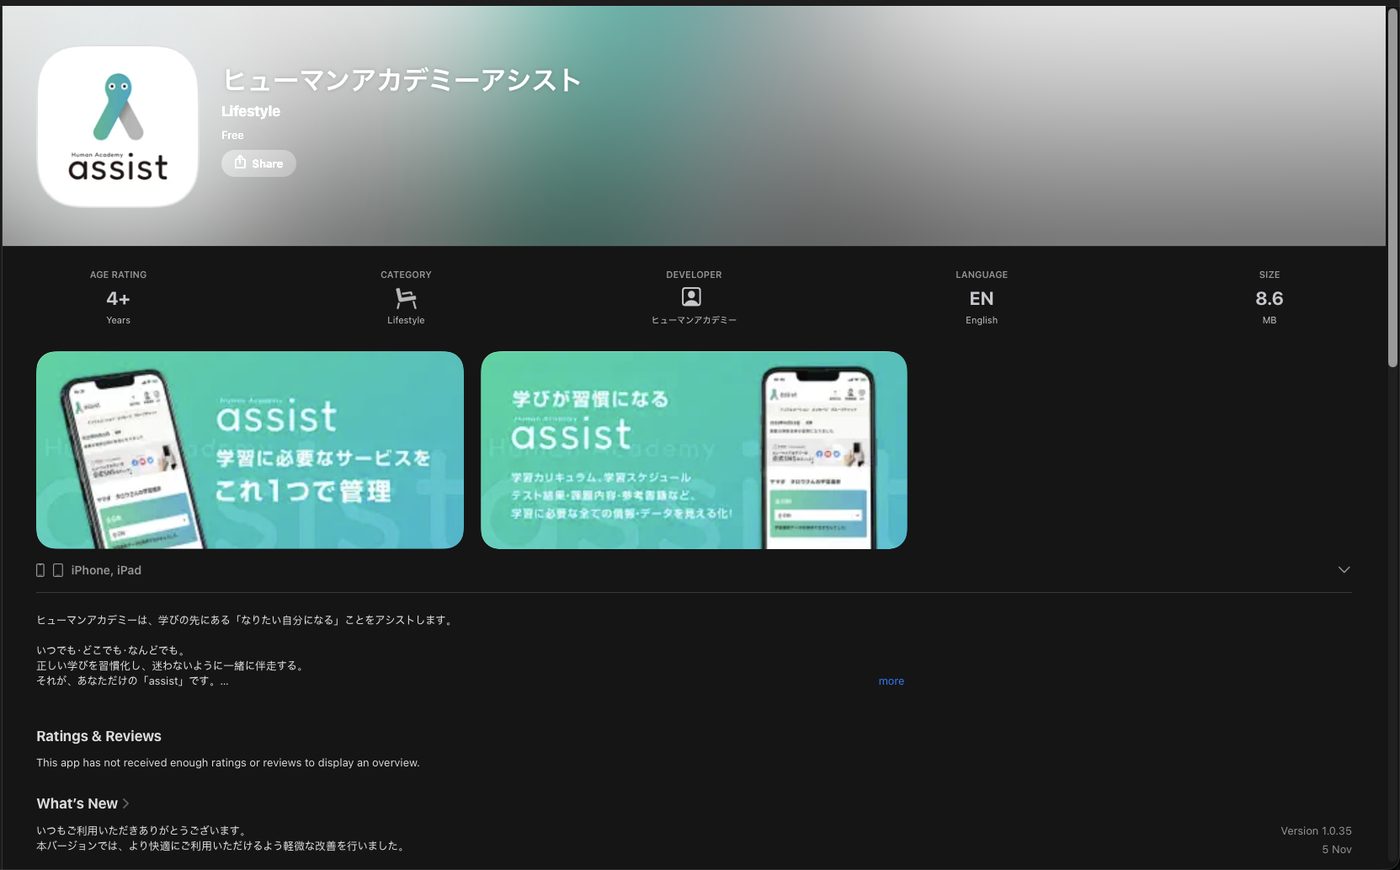 ヒューマンアカデミーアシスト
Lifestyle
Free
Share
Human Academy
assist
AGE RATING
4+
Years
CATEGORY
Lifestyle
DEVELOPER
ヒューマンアカデミー
LANGUAGE
EN
English
SIZE
8.6
MB
Human Academy
assist
学習に必要なサービスを
これ1つで管理
学びが習慣になる
Human Academy
assist
学習カリキュラム、学習スケジュール
テスト結果・課題内容・参考書籍など、
学習に必要な全ての情報・データを見える化!
iPhone, iPad
ヒューマンアカデミーは、学びの先にある「なりたい自分になる」ことをアシストします。
いつでも･どこでも･なんどでも。
正しい学びを習慣化し、迷わないように一緒に伴走する。
それが、あなただけの「assist」です。...
more
Ratings & Reviews
This app has not received enough ratings or reviews to display an overview.
What's New
いつもご利用いただきありがとうございます。
本バージョンでは、より快適にご利用いただけるよう軽微な改善を行いました。
Version 1.0.35
5 Nov